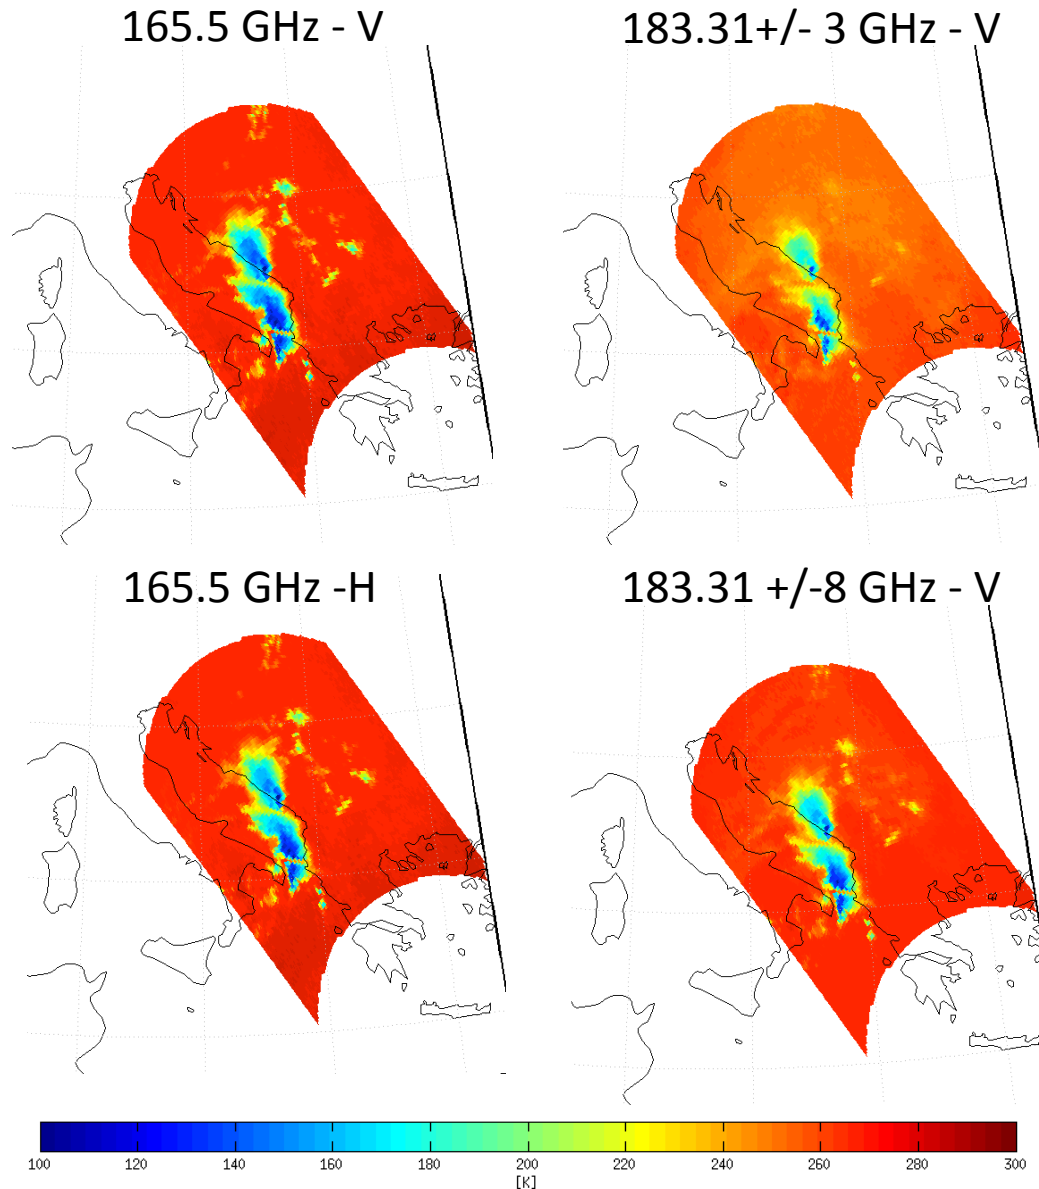 165.5 GHz - V
183.31+/- 3 GHz - V
165.5 GHz -H
183.31 +/-8 GHz - V
100 120 140 160 180 200 220 240 260 280 300
[K]